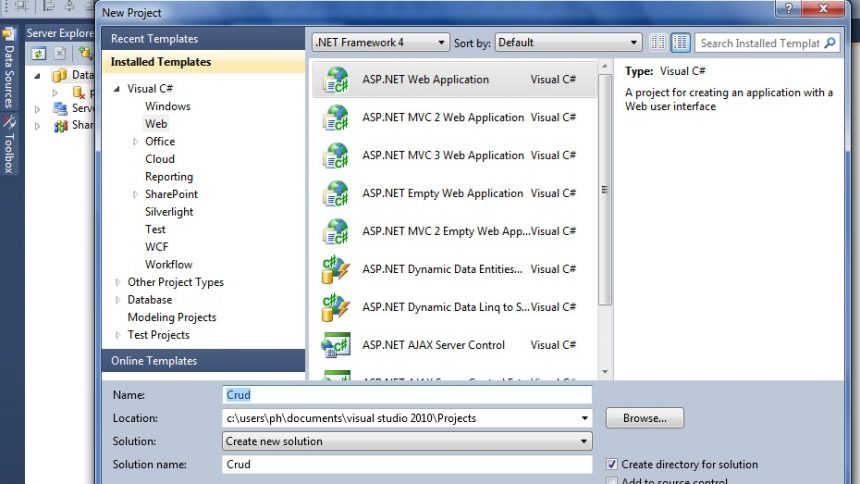 New Project
Server Explore
Data Sources
Toolbox
Data
Serve
Shar
Recent Templates
Installed Templates
Visual C#
Windows
Web
Office
Cloud
Reporting
SharePoint
Silverlight
Test
WCF
Workflow
Other Project Types
Database
Modeling Projects
Test Projects
Online Templates
.NET Framework 4
Sort by: Default
Search Installed Templat
ASP.NET Web Application Visual C#
ASP.NET MVC 2 Web Application Visual C#
ASP.NET MVC 3 Web Application Visual C#
ASP.NET Empty Web Application Visual C#
ASP.NET MVC 2 Empty Web App... Visual C#
ASP.NET Dynamic Data Entities... Visual C#
ASP.NET Dynamic Data Linq to S... Visual C#
ASP.NET AJAX Server Control Visual C#
Type: Visual C#
A project for creating an application with a
Web user interface
Name: Crud
Location: c:\users\ph\documents\visual studio 2010\Projects
Browse...
Solution: Create new solution
Solution name: Crud
Create directory for solution
Add to source control